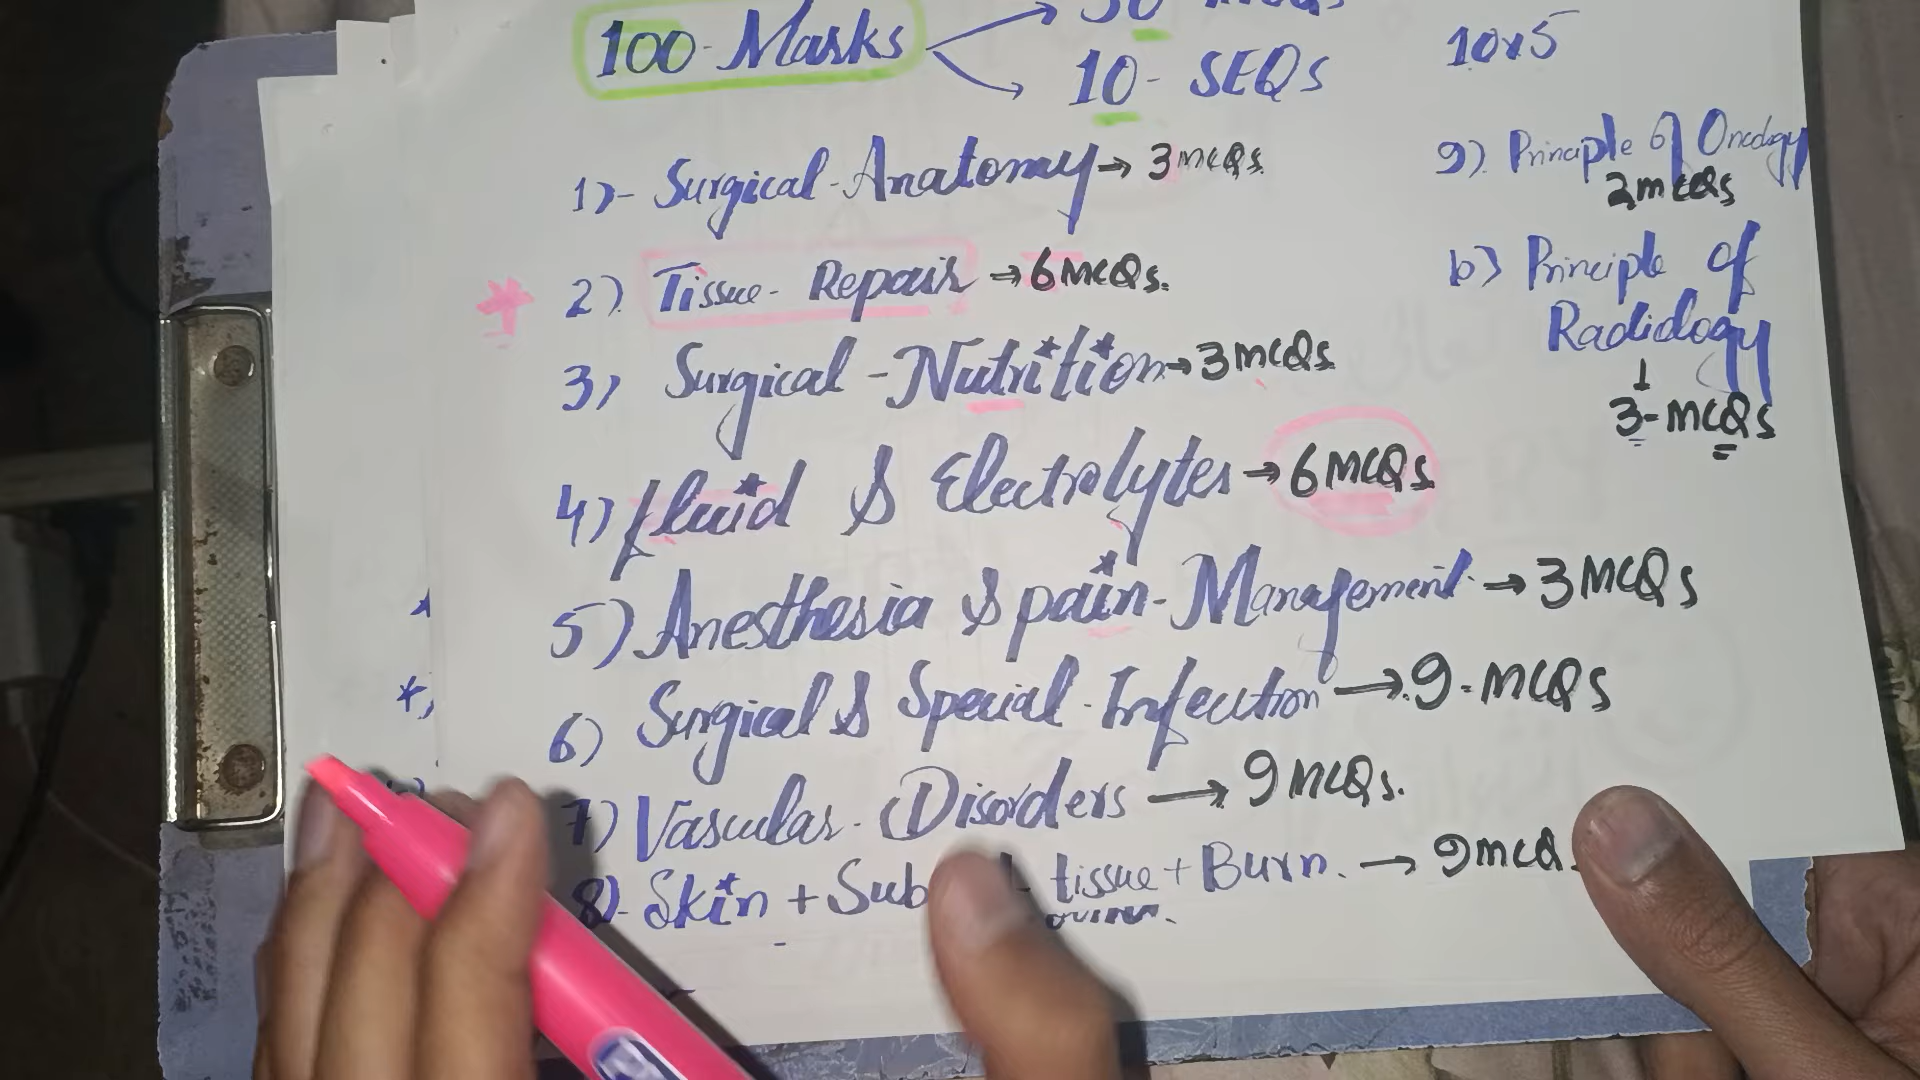 100 Marks
10 - SEQs
10x5
1)- Surgical - Anatomy → 3 MCQs.
2) Tissue - Repair → 6 MCQs.
3) Surgical - Nutrition → 3 MCQs
4) fluid & Electrolytes → 6 MCQs
5) Anesthesia & pain - Management → 3 MCQs
6) Surgical & Special - Infection → 9 - MCQs
7) Vascular - Disorders → 9 MCQs.
8)- Skin + Sub tissue + Burn. → 9 MCQ
9) Principle of Oncology
2 MCQs
b) Principle of
Radiology
↓
3 - MCQs